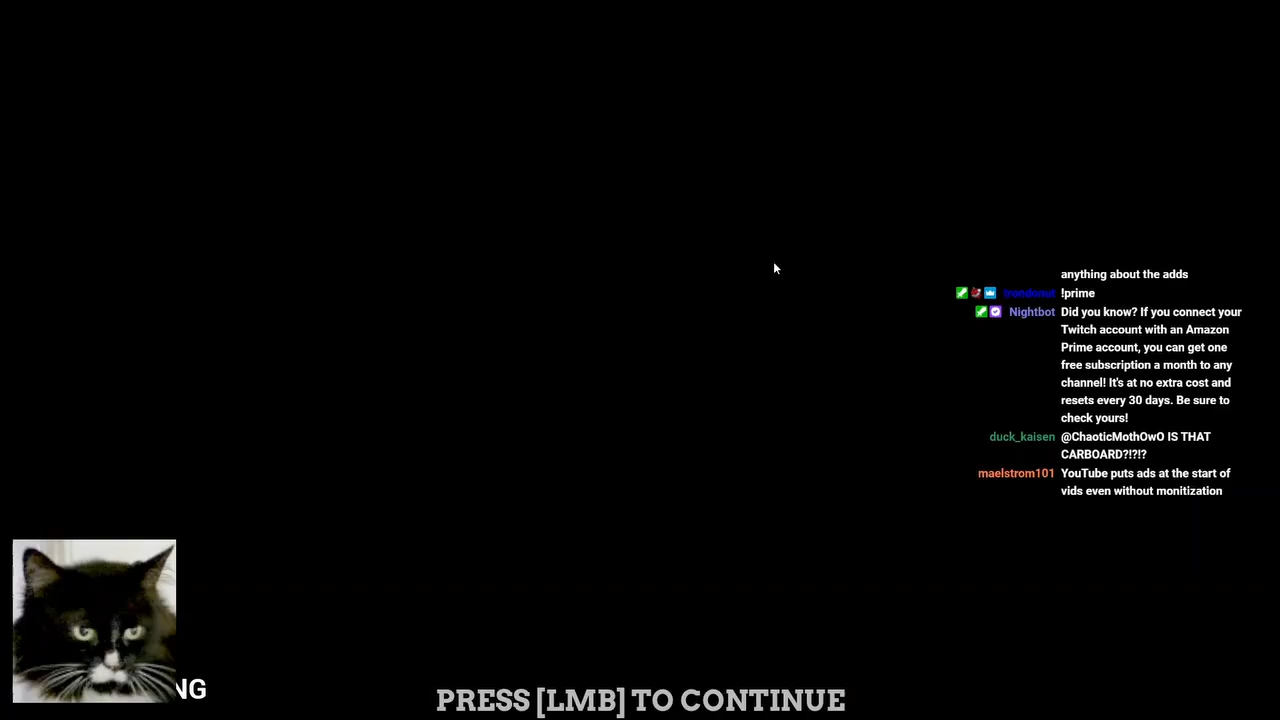 anything about the adds
trondonut !prime
Nightbot Did you know? If you connect your
Twitch account with an Amazon
Prime account, you can get one
free subscription a month to any
channel! It's at no extra cost and
resets every 30 days. Be sure to
check yours!
duck_kaisen @ChaoticMothOwO IS THAT
CARBOARD?!?!?
maelstrom101 YouTube puts ads at the start of
vids even without monitization
NG
PRESS [LMB] TO CONTINUE